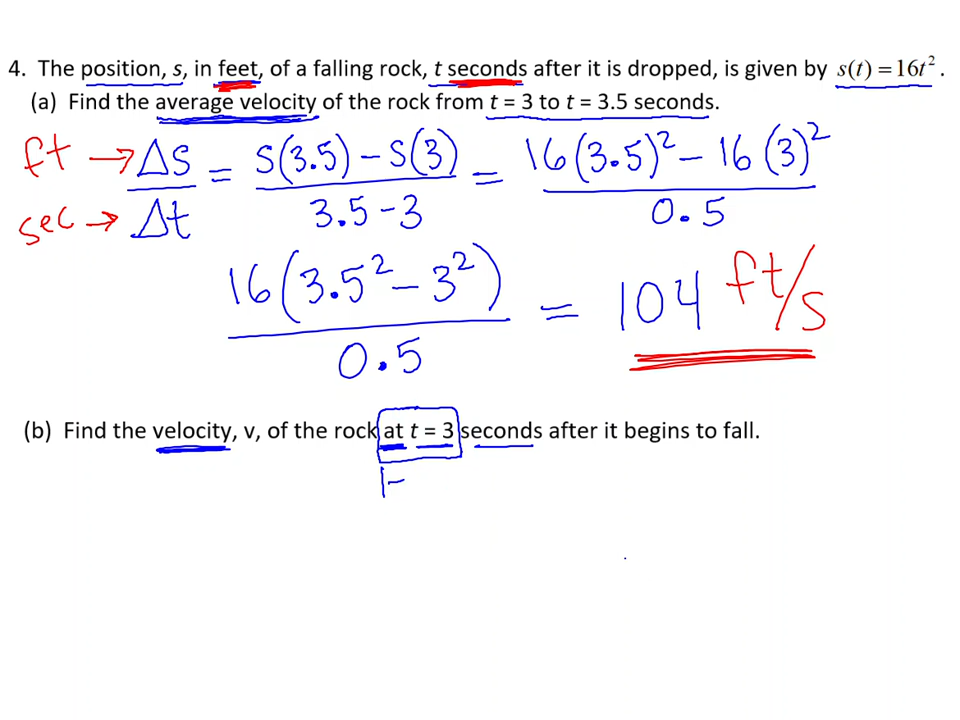 4. The position, s, in feet, of a falling rock, t seconds after it is dropped, is given by s(t) = 16t².
(a) Find the average velocity of the rock from t = 3 to t = 3.5 seconds.
ft → Δs / sec → Δt = (s(3.5) − s(3)) / (3.5 − 3) = (16(3.5)² − 16(3)²) / 0.5
16(3.5² − 3²) / 0.5 = 104 ft/s
(b) Find the velocity, v, of the rock at t = 3 seconds after it begins to fall.